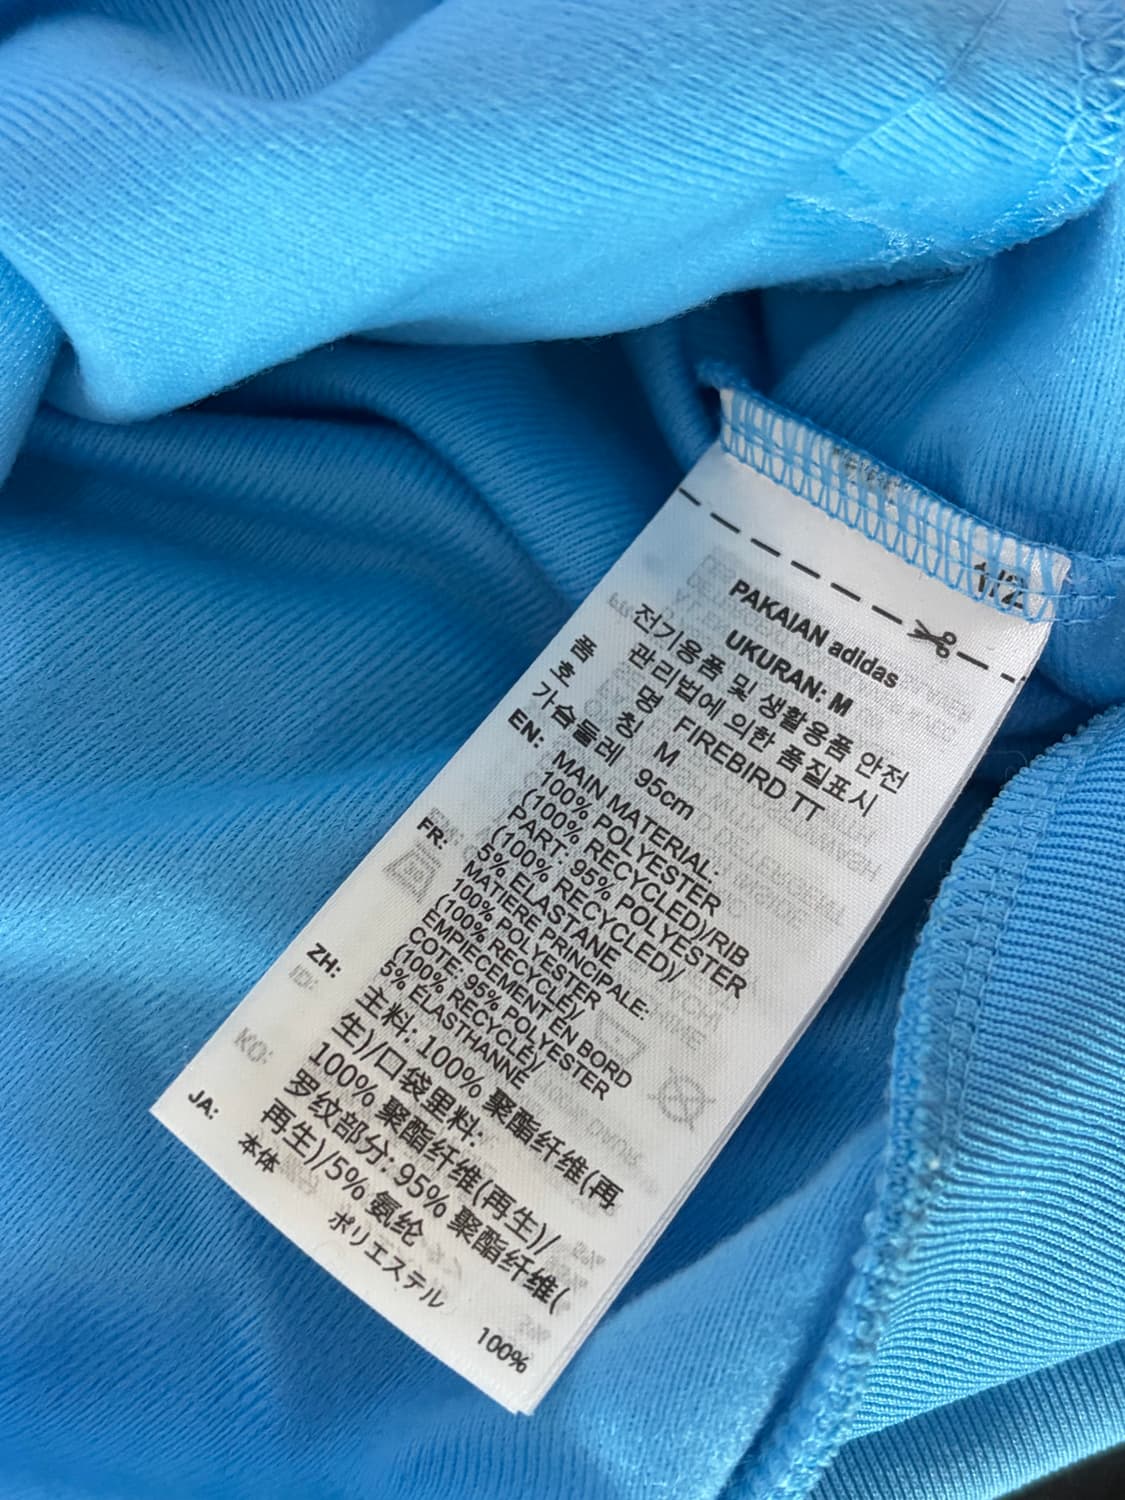 1/2
PAKAIAN adidas
UKURAN: M
전기용품 및 생활용품 안전
관리법에 의한 품질표시
품 명 FIREBIRD TT
호 칭 M
가슴둘레 95cm
EN: MAIN MATERIAL:
100% POLYESTER
(100% RECYCLED)/RIB
PART: 95% POLYESTER
(100% RECYCLED)/
5% ELASTANE
FR: MATIERE PRINCIPALE:
100% POLYESTER
(100% RECYCLÉ)/
EMPIECEMENT EN BORD
COTE: 95% POLYESTER
(100% RECYCLÉ)/
5% ELASTHANNE
ZH: 主料: 100% 聚酯纤维(再
生)/口袋里料:
100% 聚酯纤维(再生)/
罗纹部分: 95% 聚酯纤维(
再生)/5% 氨纶
JA: 本体
ポリエステル
100%